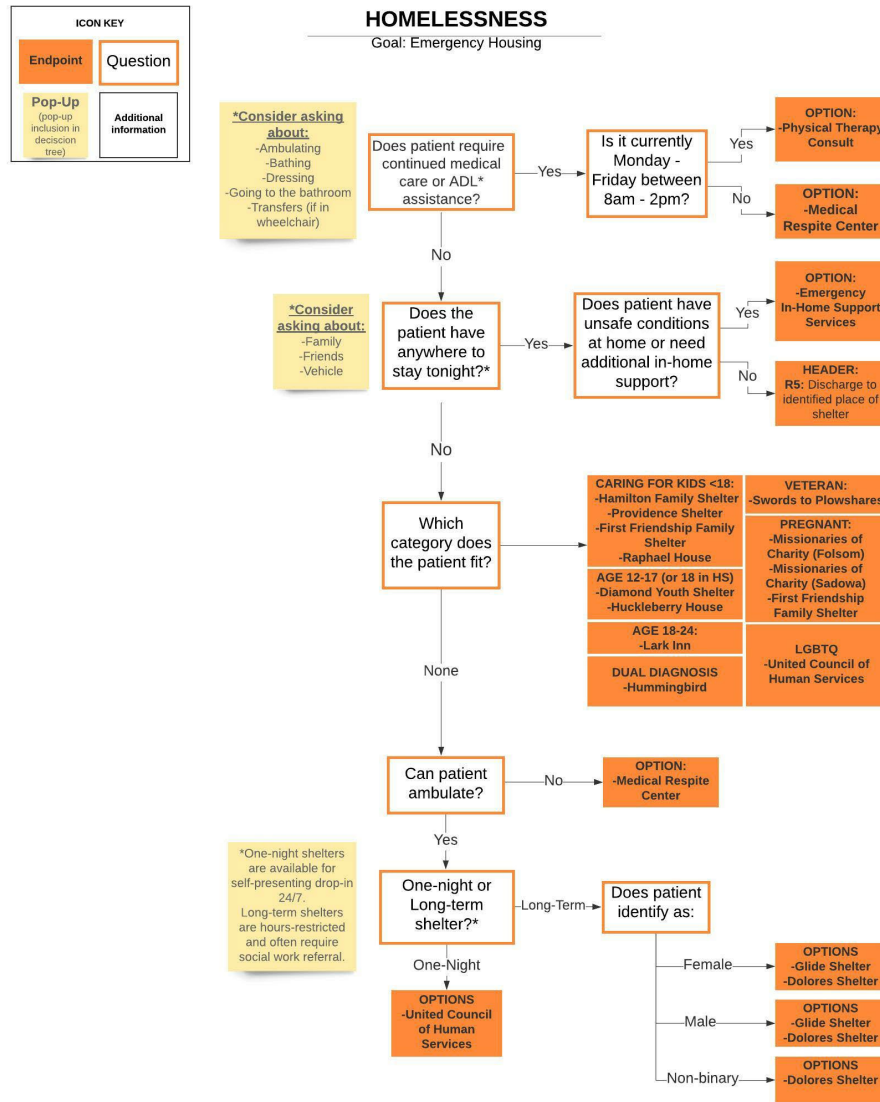 HOMELESSNESS
Goal: Emergency Housing
ICON KEY
Endpoint
Question
Pop-Up
(pop-up
inclusion in
deciscion
tree)
Additional
information
*Consider asking
about:
-Ambulating
-Bathing
-Dressing
-Going to the bathroom
-Transfers (if in
wheelchair)
Does patient require
continued medical
care or ADL*
assistance?
Yes
Is it currently
Monday -
Friday between
8am - 2pm?
Yes
OPTION:
-Physical Therapy
Consult
No
OPTION:
-Medical
Respite Center
No
*Consider
asking about:
-Family
-Friends
-Vehicle
Does the
patient have
anywhere to
stay tonight?*
Yes
Does patient have
unsafe conditions
at home or need
additional in-home
support?
Yes
OPTION:
-Emergency
In-Home Support
Services
No
HEADER:
R5: Discharge to
identified place of
shelter
No
Which
category does
the patient fit?
CARING FOR KIDS <18:
-Hamilton Family Shelter
-Providence Shelter
-First Friendship Family
Shelter
-Raphael House
AGE 12-17 (or 18 in HS)
-Diamond Youth Shelter
-Huckleberry House
AGE 18-24:
-Lark Inn
DUAL DIAGNOSIS
-Hummingbird
VETERAN:
-Swords to Plowshares
PREGNANT:
-Missionaries of
Charity (Folsom)
-Missionaries of
Charity (Sadowa)
-First Friendship
Family Shelter
LGBTQ
-United Council of
Human Services
None
Can patient
ambulate?
No
OPTION:
-Medical Respite
Center
Yes
*One-night shelters
are available for
self-presenting drop-in
24/7.
Long-term shelters
are hours-restricted
and often require
social work referral.
One-night or
Long-term
shelter?*
Long-Term
Does patient
identify as:
One-Night
OPTIONS
-United Council
of Human
Services
Female
OPTIONS
-Glide Shelter
-Dolores Shelter
Male
OPTIONS
-Glide Shelter
-Dolores Shelter
Non-binary
OPTIONS
-Dolores Shelter